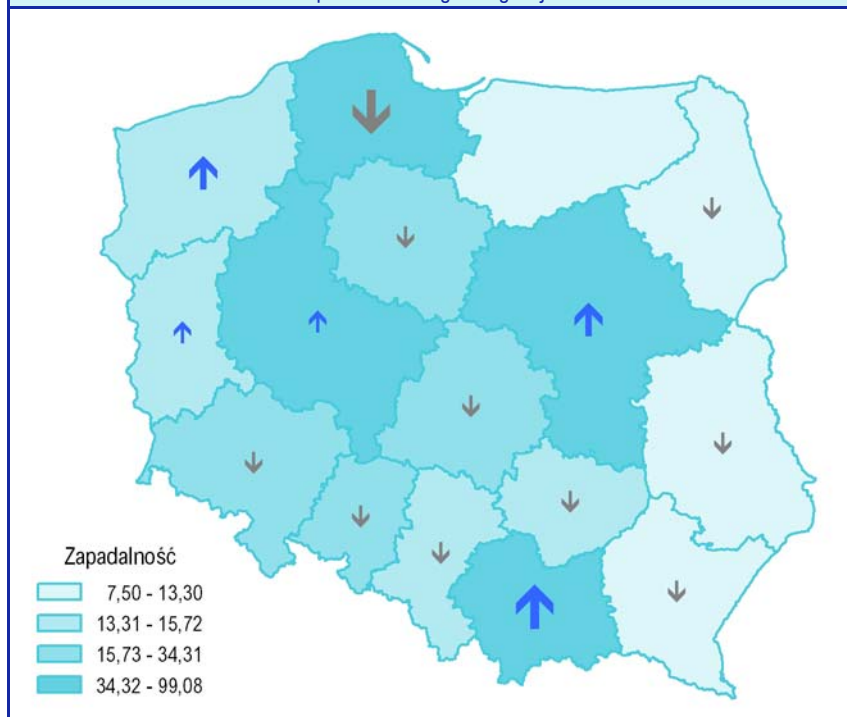 Zapadalność
7,50 - 13,30
13,31 - 15,72
15,73 - 34,31
34,32 - 99,08